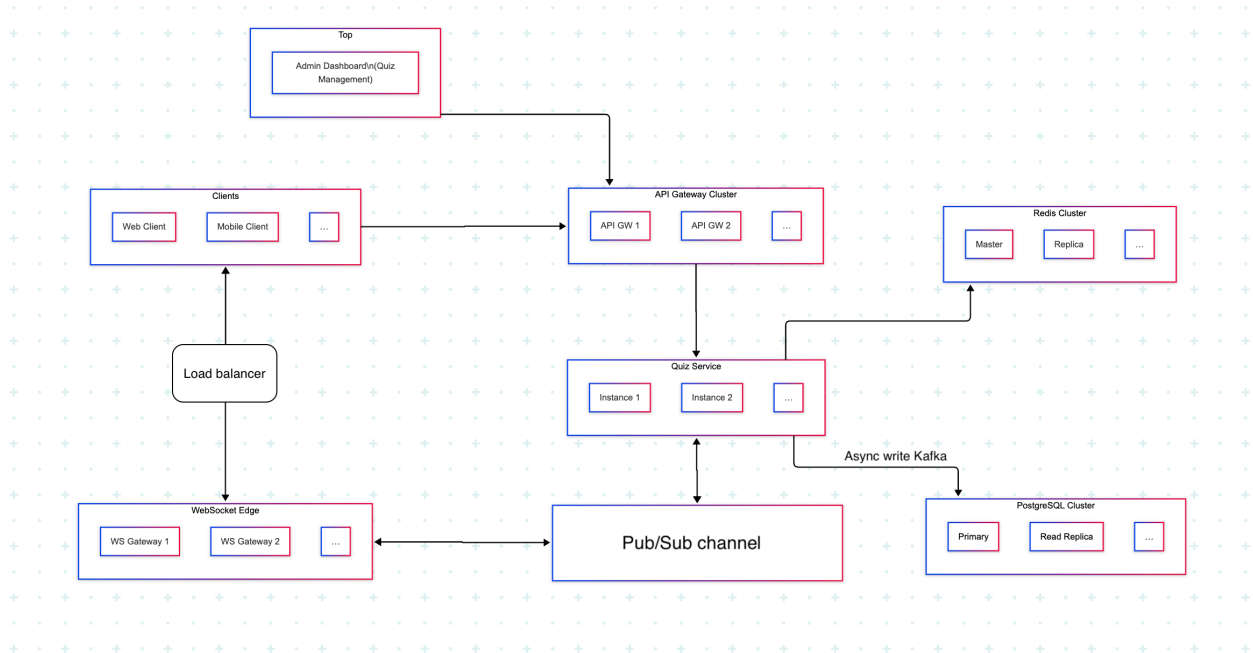 Top
Admin Dashboard\n(Quiz
Management)
Clients
Web Client
Mobile Client
...
API Gateway Cluster
API GW 1
API GW 2
...
Redis Cluster
Master
Replica
...
Load balancer
Quiz Service
Instance 1
Instance 2
...
Async write Kafka
WebSocket Edge
WS Gateway 1
WS Gateway 2
...
Pub/Sub channel
PostgreSQL Cluster
Primary
Read Replica
...